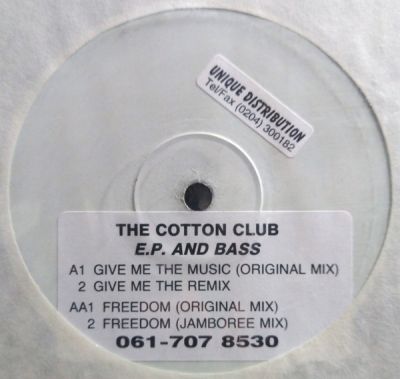 UNIQUE DISTRIBUTION
Tel/Fax (0204) 300182
THE COTTON CLUB
E.P. AND BASS
A1 GIVE ME THE MUSIC (ORIGINAL MIX)
2 GIVE ME THE REMIX
AA1 FREEDOM (ORIGINAL MIX)
2 FREEDOM (JAMBOREE MIX)
061-707 8530